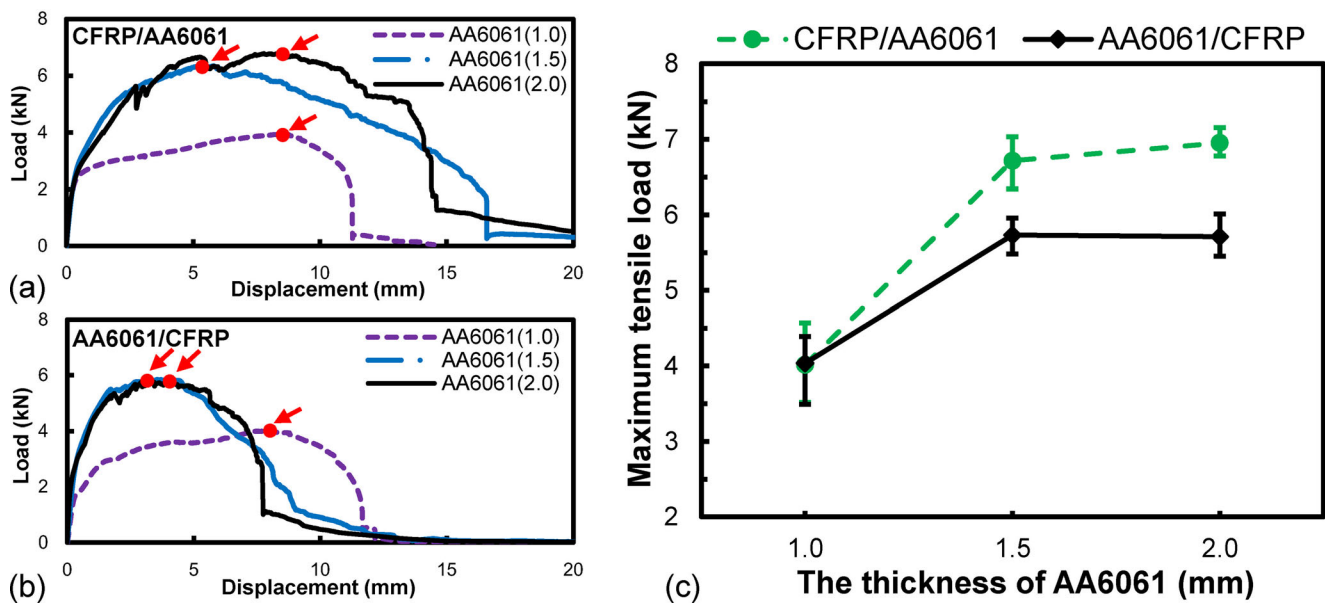 CFRP/AA6061
AA6061(1.0)
AA6061(1.5)
AA6061(2.0)
8
6
4
2
0
Load (kN)
0 5 10 15 20
Displacement (mm)
(a)
AA6061/CFRP
AA6061(1.0)
AA6061(1.5)
AA6061(2.0)
8
6
4
2
0
Load (kN)
0 5 10 15 20
Displacement (mm)
(b)
CFRP/AA6061 AA6061/CFRP
8
7
6
5
4
3
2
Maximum tensile load (kN)
1.0 1.5 2.0
The thickness of AA6061 (mm)
(c)